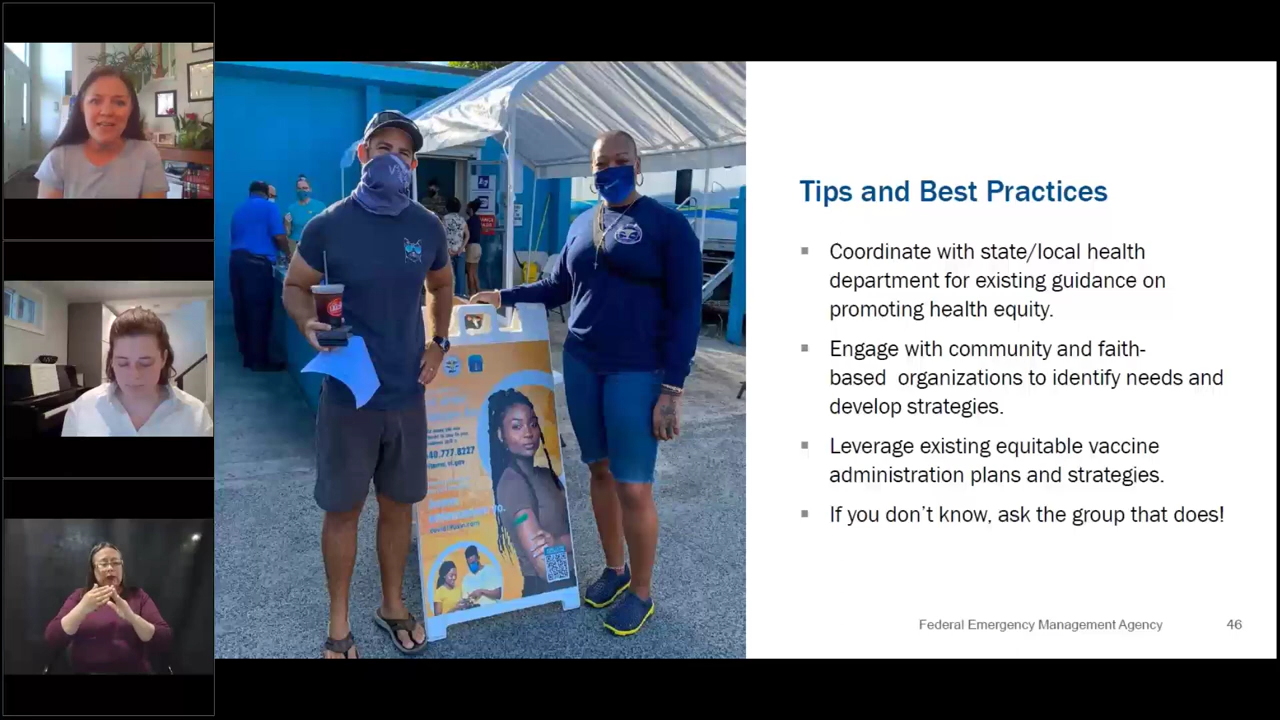 Tips and Best Practices
Coordinate with state/local health
department for existing guidance on
promoting health equity.
Engage with community and faith-
based organizations to identify needs and
develop strategies.
Leverage existing equitable vaccine
administration plans and strategies.
If you don't know, ask the group that does!
Federal Emergency Management Agency 46